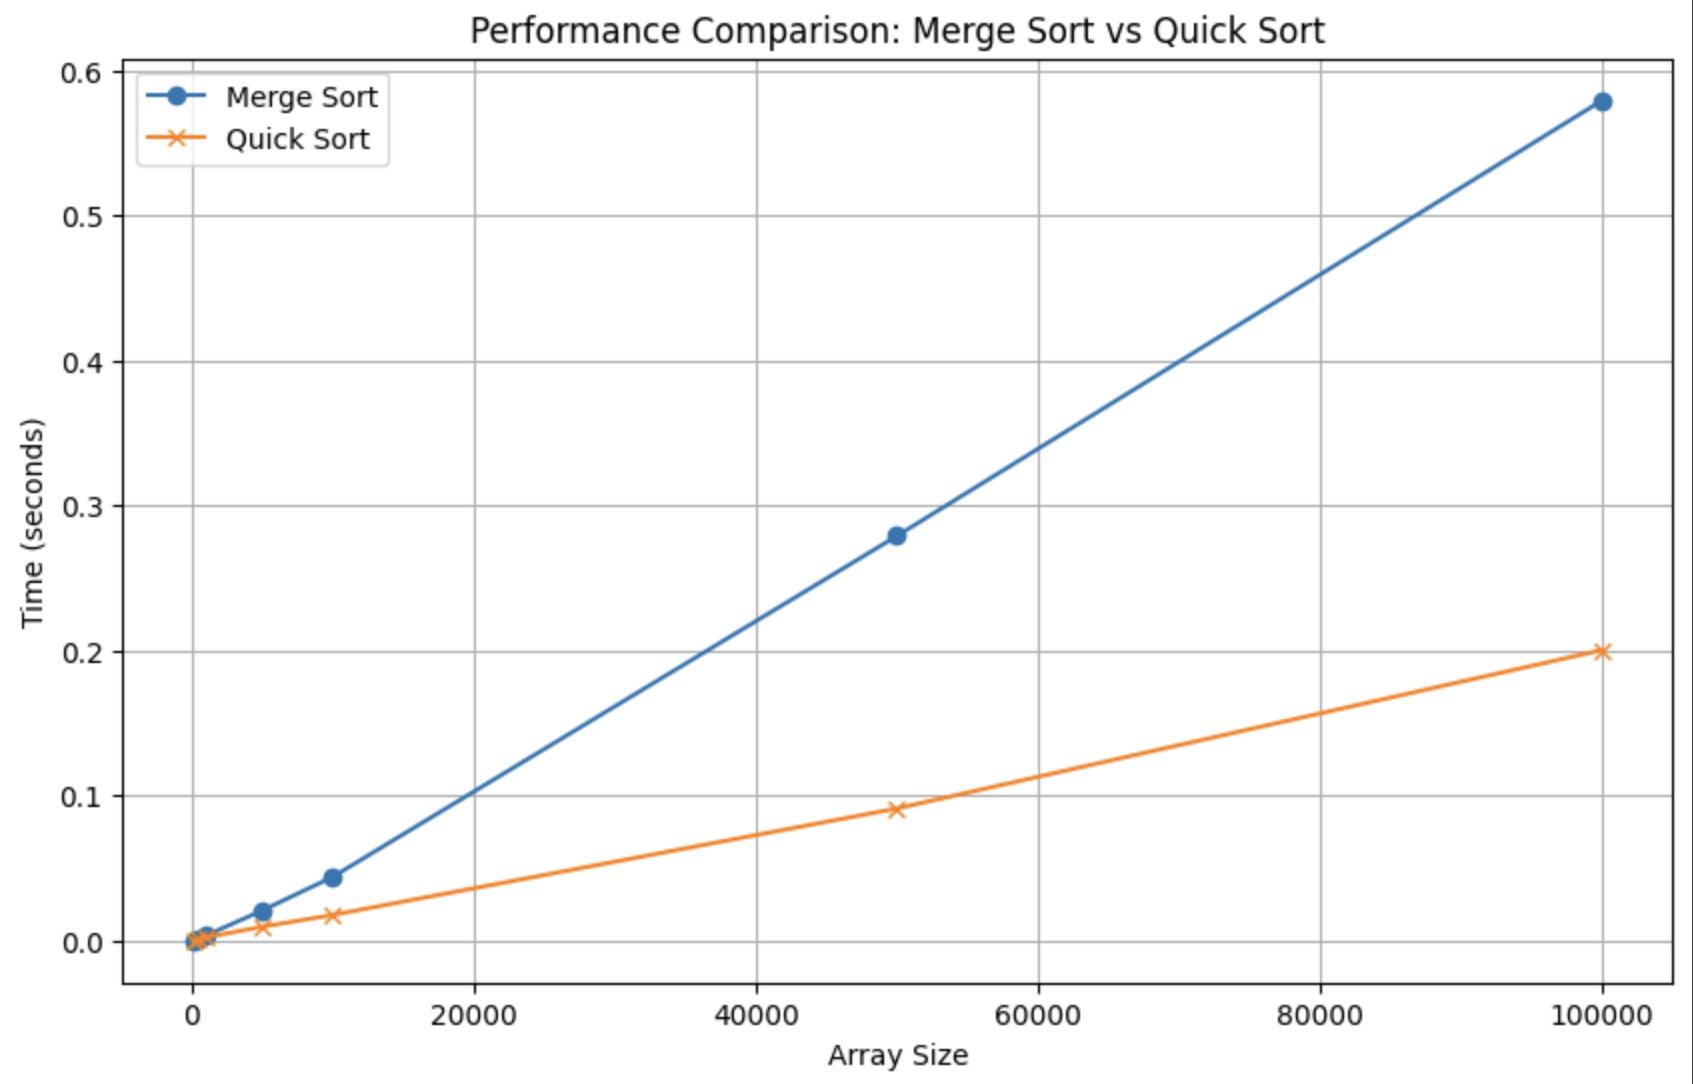 Performance Comparison: Merge Sort vs Quick Sort
Merge Sort
Quick Sort
0.6
0.5
0.4
0.3
0.2
0.1
0.0
Time (seconds)
0 20000 40000 60000 80000 100000
Array Size